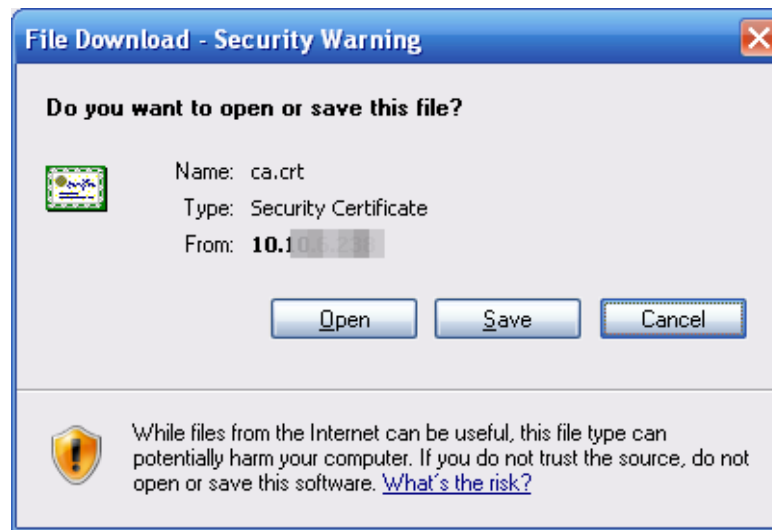 File Download - Security Warning
Do you want to open or save this file?
Name: ca.crt
Type: Security Certificate
From: 10.1
Open Save Cancel
While files from the Internet can be useful, this file type can
potentially harm your computer. If you do not trust the source, do not
open or save this software. What's the risk?